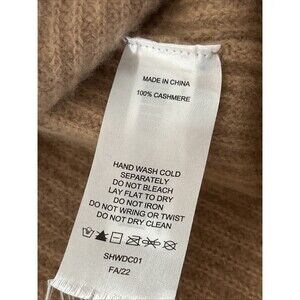 MADE IN CHINA
100% CASHMERE
HAND WASH COLD
SEPARATELY
DO NOT BLEACH
LAY FLAT TO DRY
DO NOT IRON
DO NOT WRING OR TWIST
DO NOT DRY CLEAN
SHWDC01
FA/22